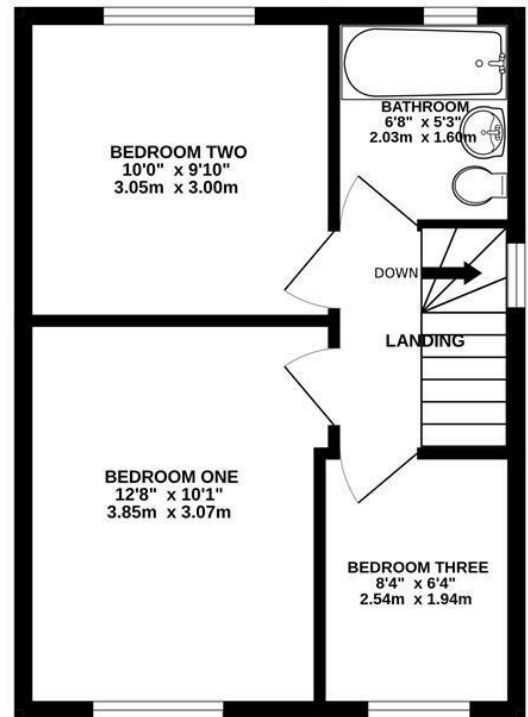 BATHROOM
6'8" x 5'3"
2.03m x 1.60m
BEDROOM TWO
10'0" x 9'10"
3.05m x 3.00m
DOWN
LANDING
BEDROOM ONE
12'8" x 10'1"
3.85m x 3.07m
BEDROOM THREE
8'4" x 6'4"
2.54m x 1.94m